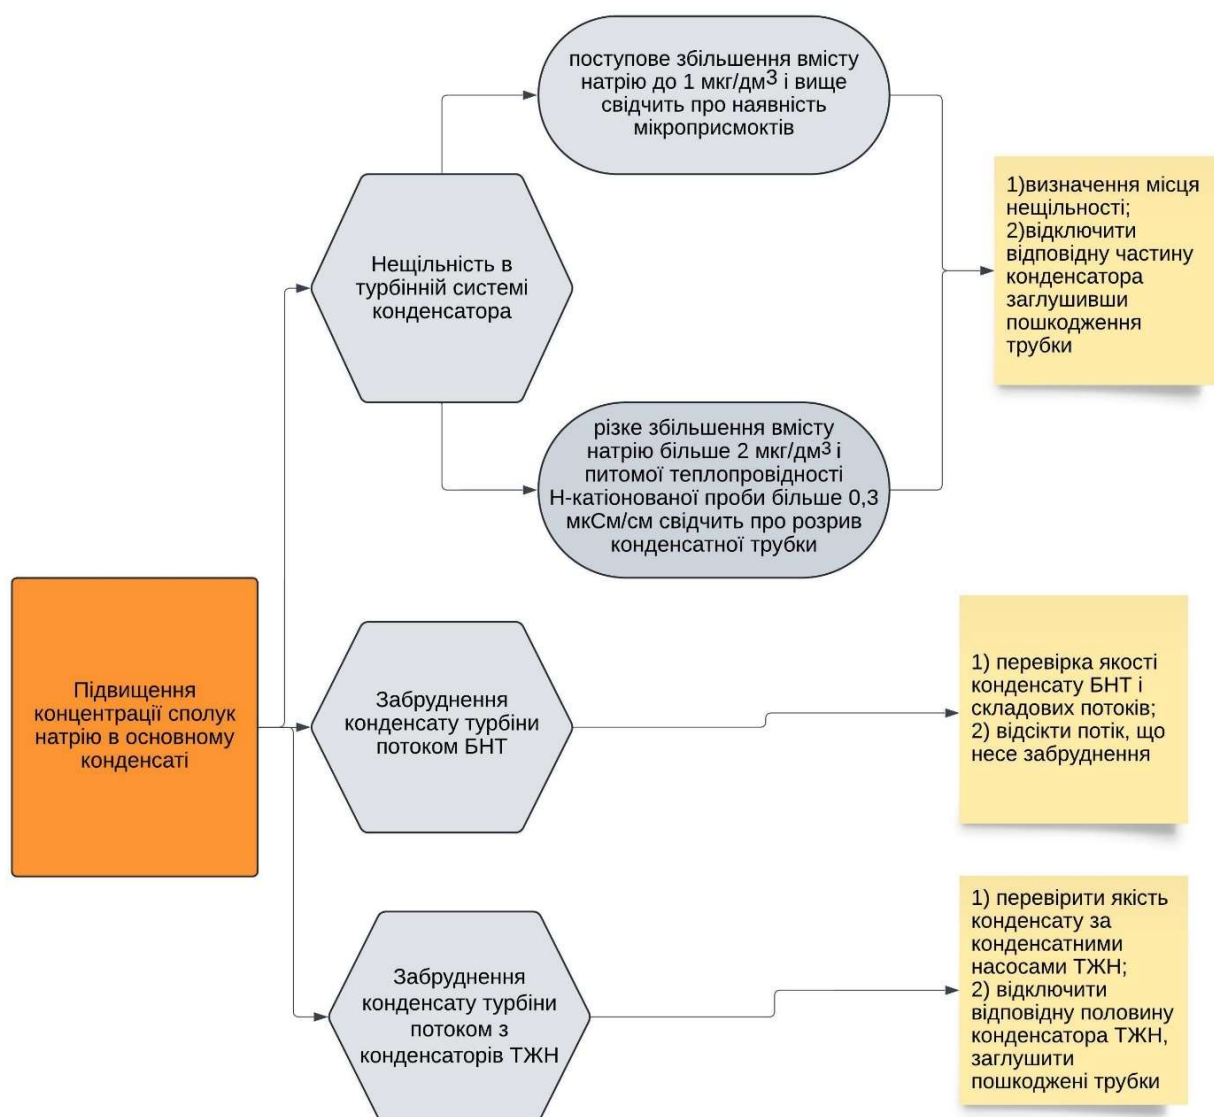 поступове збільшення вмісту
натрію до 1 мкг/дм³ і вище
свідчить про наявність
мікроприсмоктів
1)визначення місця
нещільності;
2)відключити
відповідну частину
конденсатора
заглушивши
пошкодження
трубки
Нещільність в
турбінній системі
конденсатора
різке збільшення вмісту
натрію більше 2 мкг/дм³ і
питомої теплопровідності
Н-катіонованої проби більше 0,3
мкСм/см свідчить про розрив
конденсатної трубки
Підвищення
концентрації сполук
натрію в основному
конденсаті
Забруднення
конденсату турбіни
потоком БНТ
1) перевірка якості
конденсату БНТ і
складових потоків;
2) відсікти потік, що
несе забруднення
Забруднення
конденсату турбіни
потоком з
конденсаторів ТЖН
1) перевірити якість
конденсату за
конденсатними
насосами ТЖН;
2) відключити
відповідну половину
конденсатора ТЖН,
заглушити
пошкоджені трубки